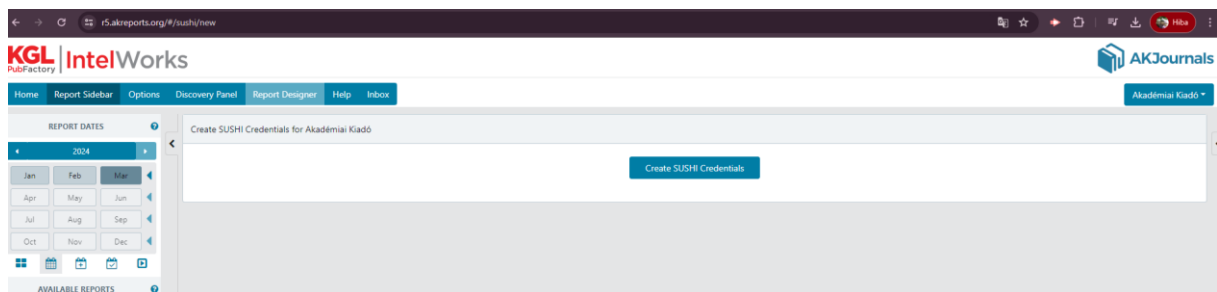 r5.akreports.org/#/sushi/new
Hiba
KGL PubFactory IntelWorks
AKJournals
Home Report Sidebar Options Discovery Panel Report Designer Help Inbox
Akadémiai Kiadó
REPORT DATES
Create SUSHI Credentials for Akadémiai Kiadó
2024
Create SUSHI Credentials
Jan Feb Mar
Apr May Jun
Jul Aug Sep
Oct Nov Dec
AVAILABLE REPORTS